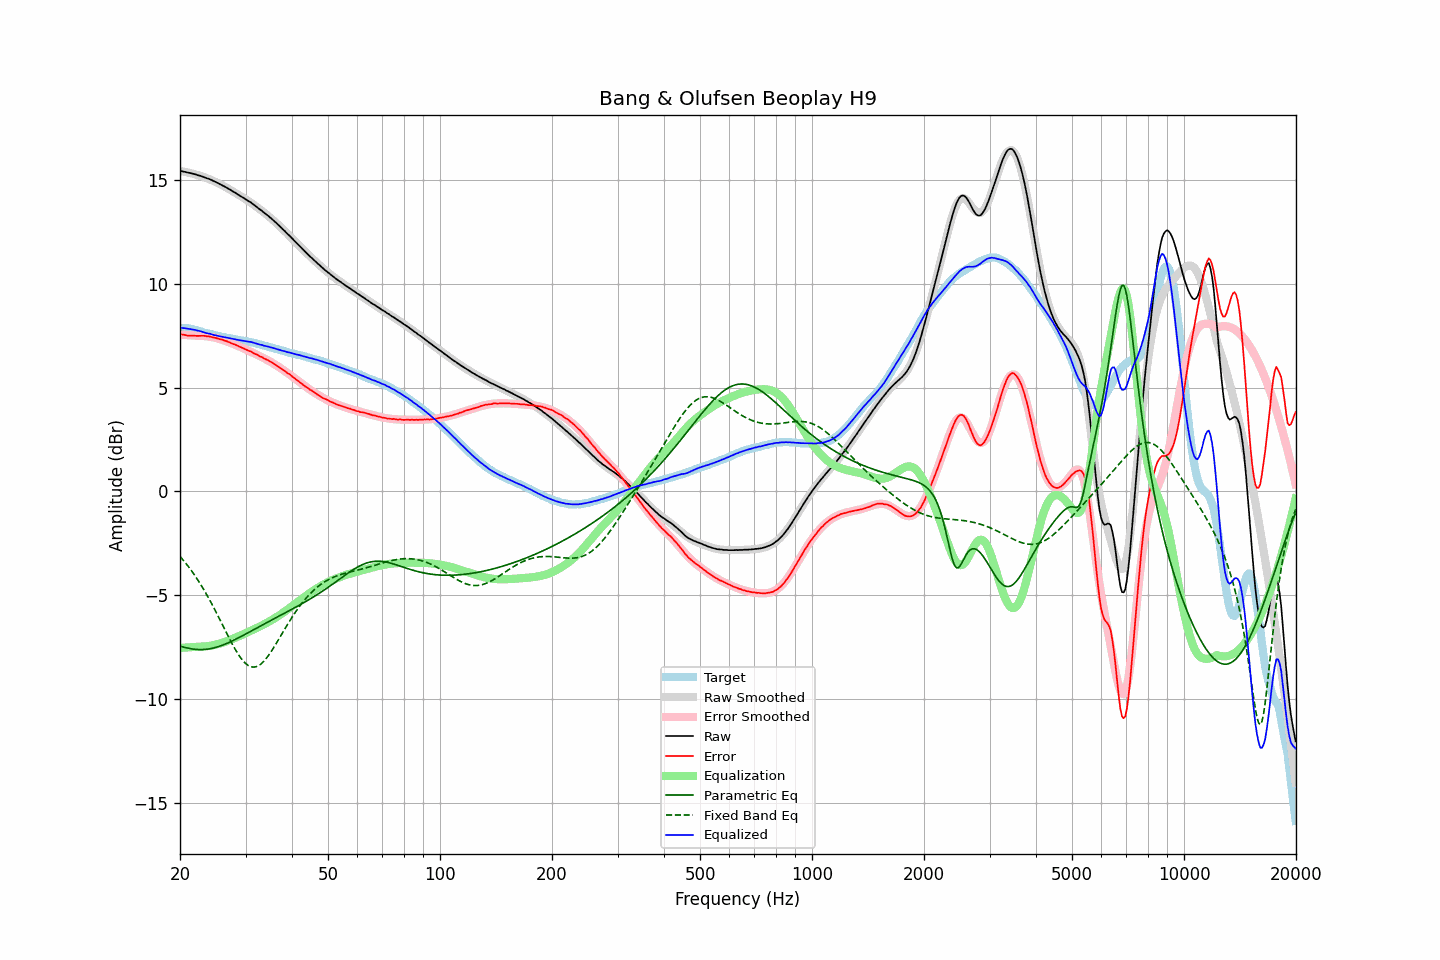 Bang & Olufsen Beoplay H9
Amplitude (dBr)
15
10
5
0
−5
−10
−15
Target
Raw Smoothed
Error Smoothed
Raw
Error
Equalization
Parametric Eq
Fixed Band Eq
Equalized
20 50 100 200 500 1000 2000 5000 10000 20000
Frequency (Hz)